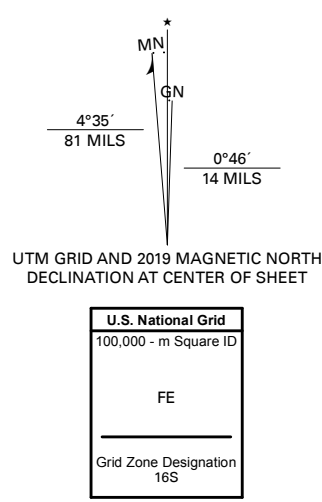 ★
MN
GN
4°35´
81 MILS
0°46´
14 MILS
UTM GRID AND 2019 MAGNETIC NORTH
DECLINATION AT CENTER OF SHEET
U.S. National Grid
100,000 - m Square ID
FE
Grid Zone Designation
16S